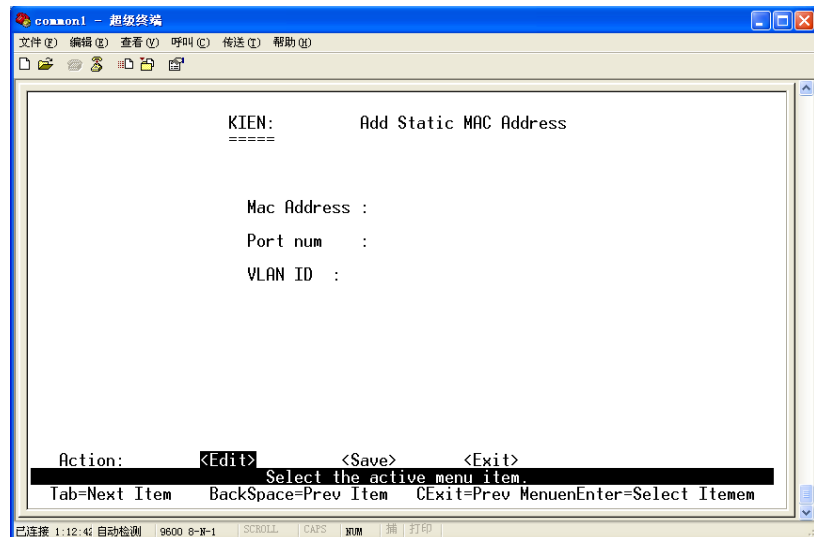 common1 - 超级终端
文件(F) 编辑(E) 查看(V) 呼叫(C) 传送(T) 帮助(H)
KIEN: Add Static MAC Address
=====
Mac Address :
Port num :
VLAN ID :
Action: <Edit> <Save> <Exit>
Select the active menu item.
Tab=Next Item BackSpace=Prev Item CExit=Prev MenuenEnter=Select Itemem
已连接 1:12:42 自动检测 9600 8-N-1 SCROLL CAPS NUM 捕 打印